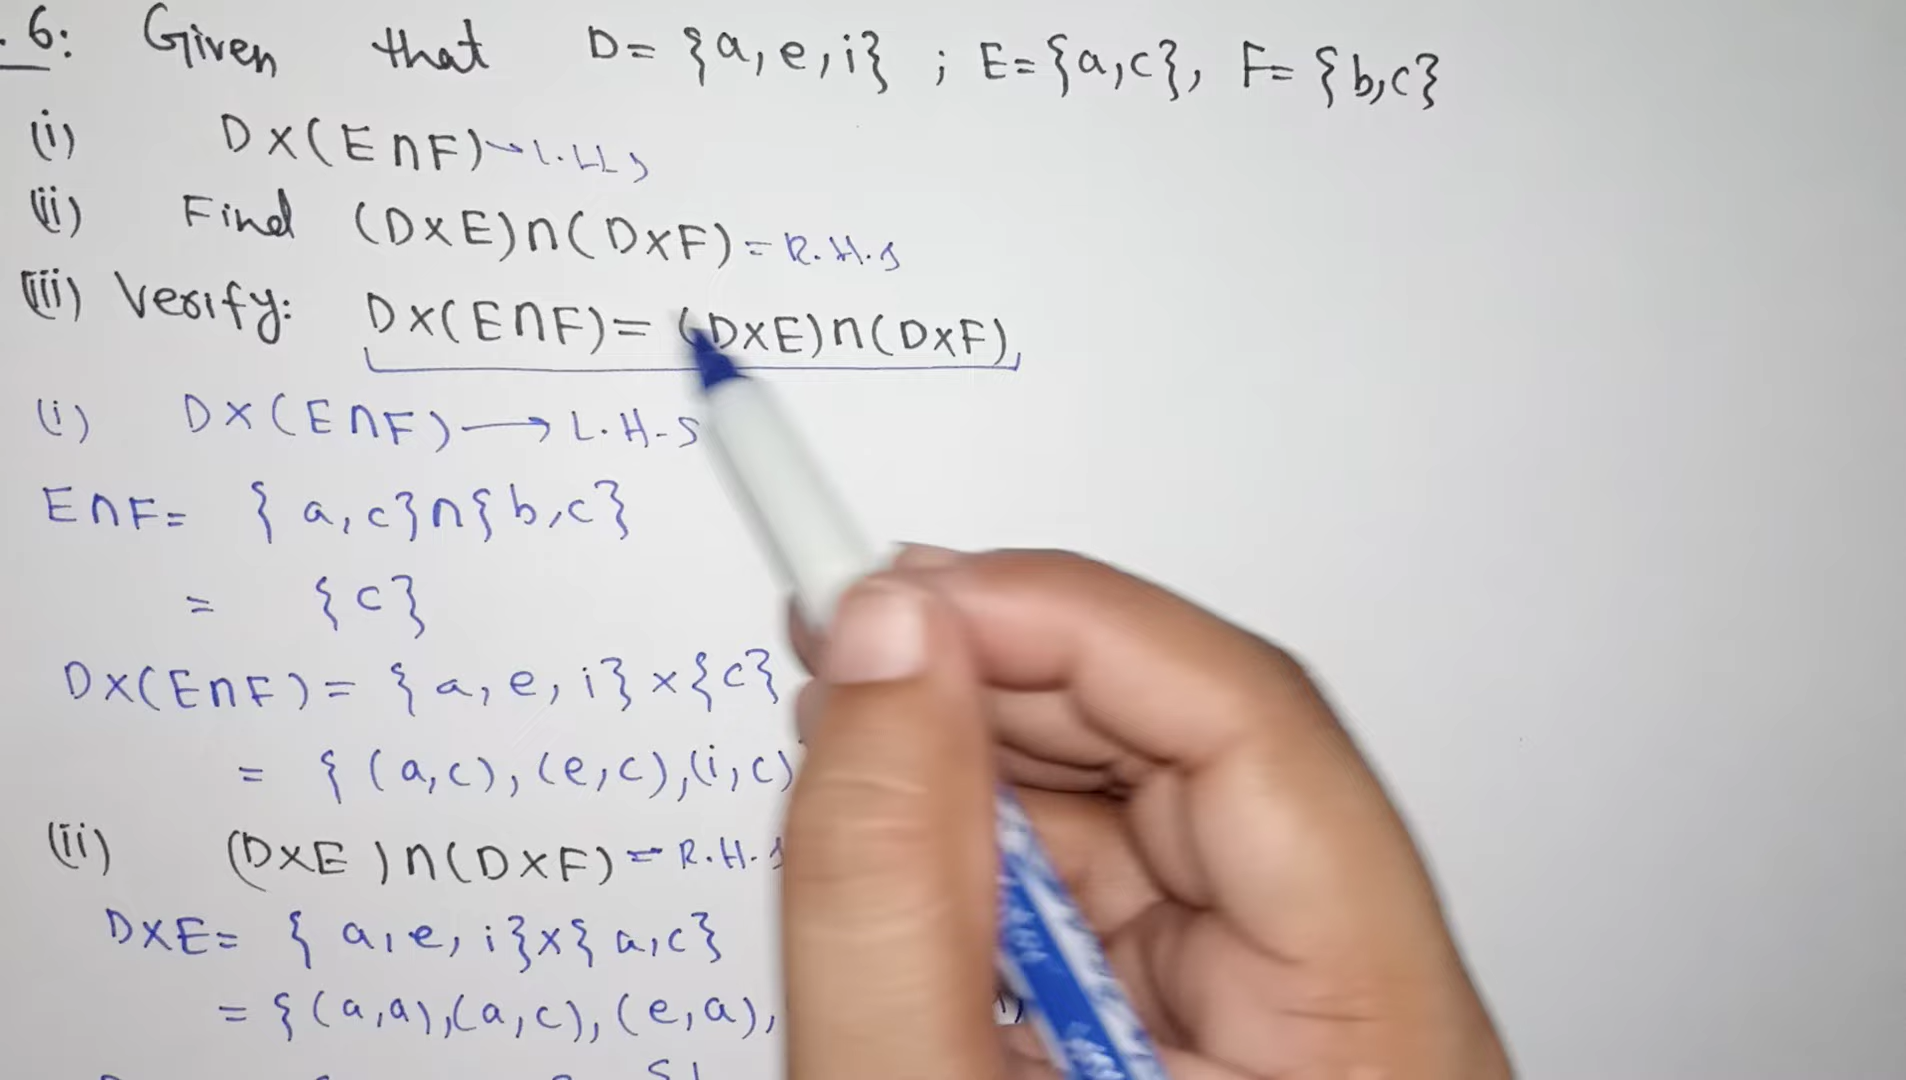 . 6: Given that D= {a, e, i} ; E={a,c}, F= {b,c}
(i) D×(E∩F)→L.H.S
(ii) Find (D×E)∩(D×F)=R.H.S
(iii) Verify: D×(E∩F)= (D×E)∩(D×F)
(i) D×(E∩F)→ L.H.S
E∩F= {a,c}∩{b,c}
= {c}
D×(E∩F)= {a, e, i}×{c}
= {(a,c), (e,c),(i,c)
(ii) (D×E)∩(D×F)=R.H.S
D×E= {a,e,i}×{a,c}
= {(a,a),(a,c), (e,a),